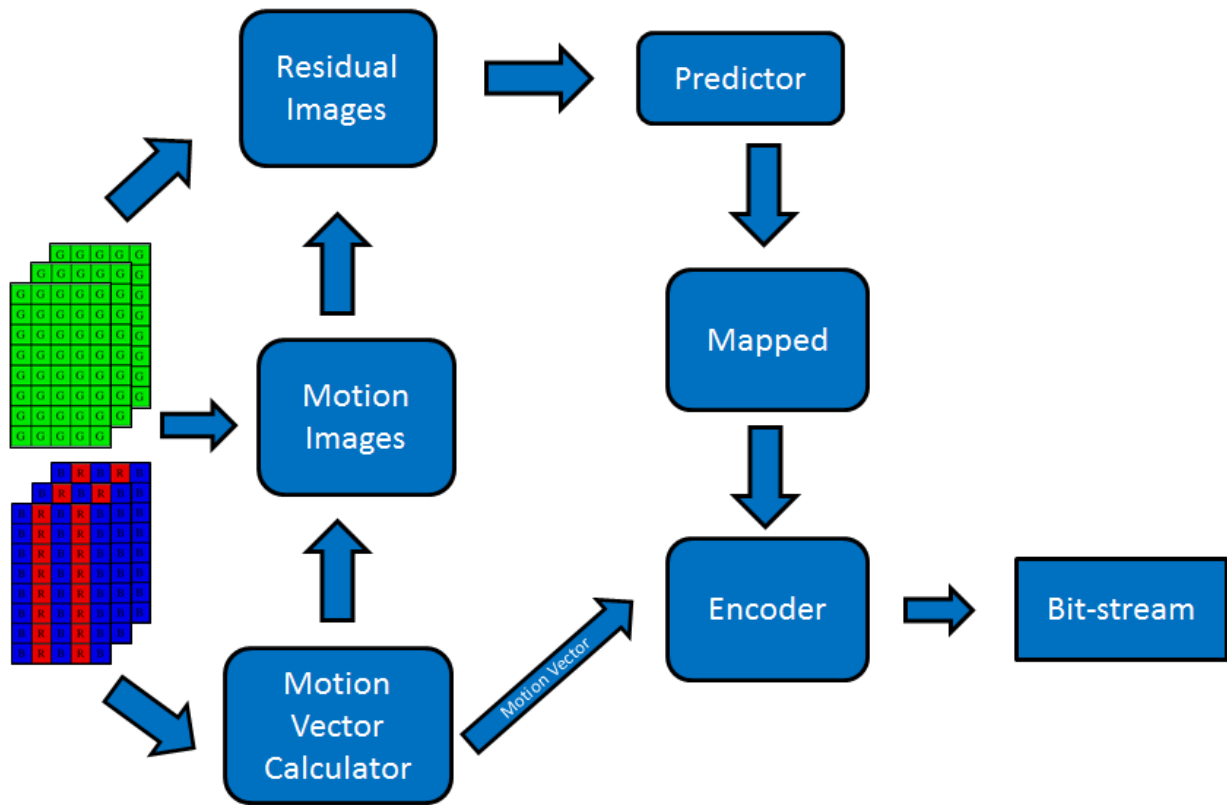 Residual
Images
Predictor
G G G G G
G G G G G G
G G G G G G G
G G G G G G G
G G G G G G G
G G G G G G G
G G G G G G G
G G G G G G G
G G G G G G
G G G G G
Motion
Images
Mapped
B R B R B
B R B R B B
B R B R B B B
B R B R B B B
B R B R B B B
B R B R B B B
B R B R B B B
B R B R B B B
B R B R B B
B R B R B
Motion
Vector
Calculator
Motion Vector
Encoder
Bit-stream